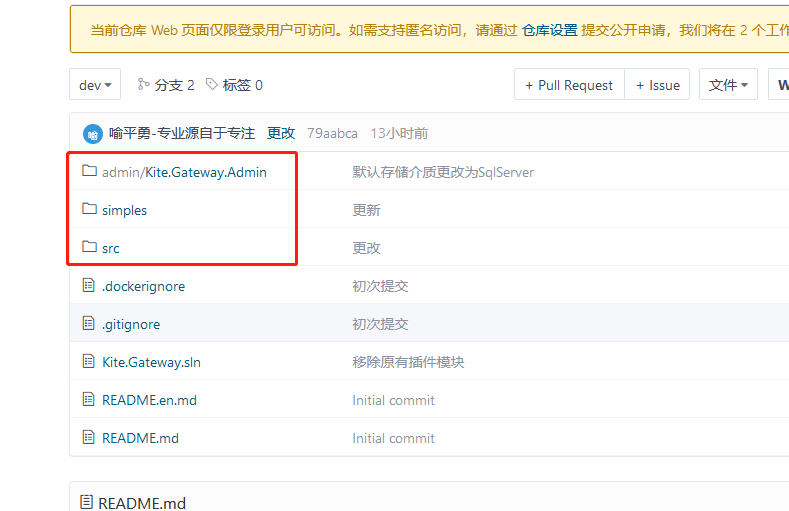 当前仓库 Web 页面仅限登录用户可访问。如需支持匿名访问，请通过 仓库设置 提交公开申请，我们将在 2 个工作
dev 分支 2 标签 0 + Pull Request + Issue 文件 W
喻 喻平勇-专业源自于专注 更改 79aabca 13小时前
admin/Kite.Gateway.Admin 默认存储介质更改为SqlServer
simples 更新
src 更改
.dockerignore 初次提交
.gitignore 初次提交
Kite.Gateway.sln 移除原有插件模块
README.en.md Initial commit
README.md Initial commit
README.md